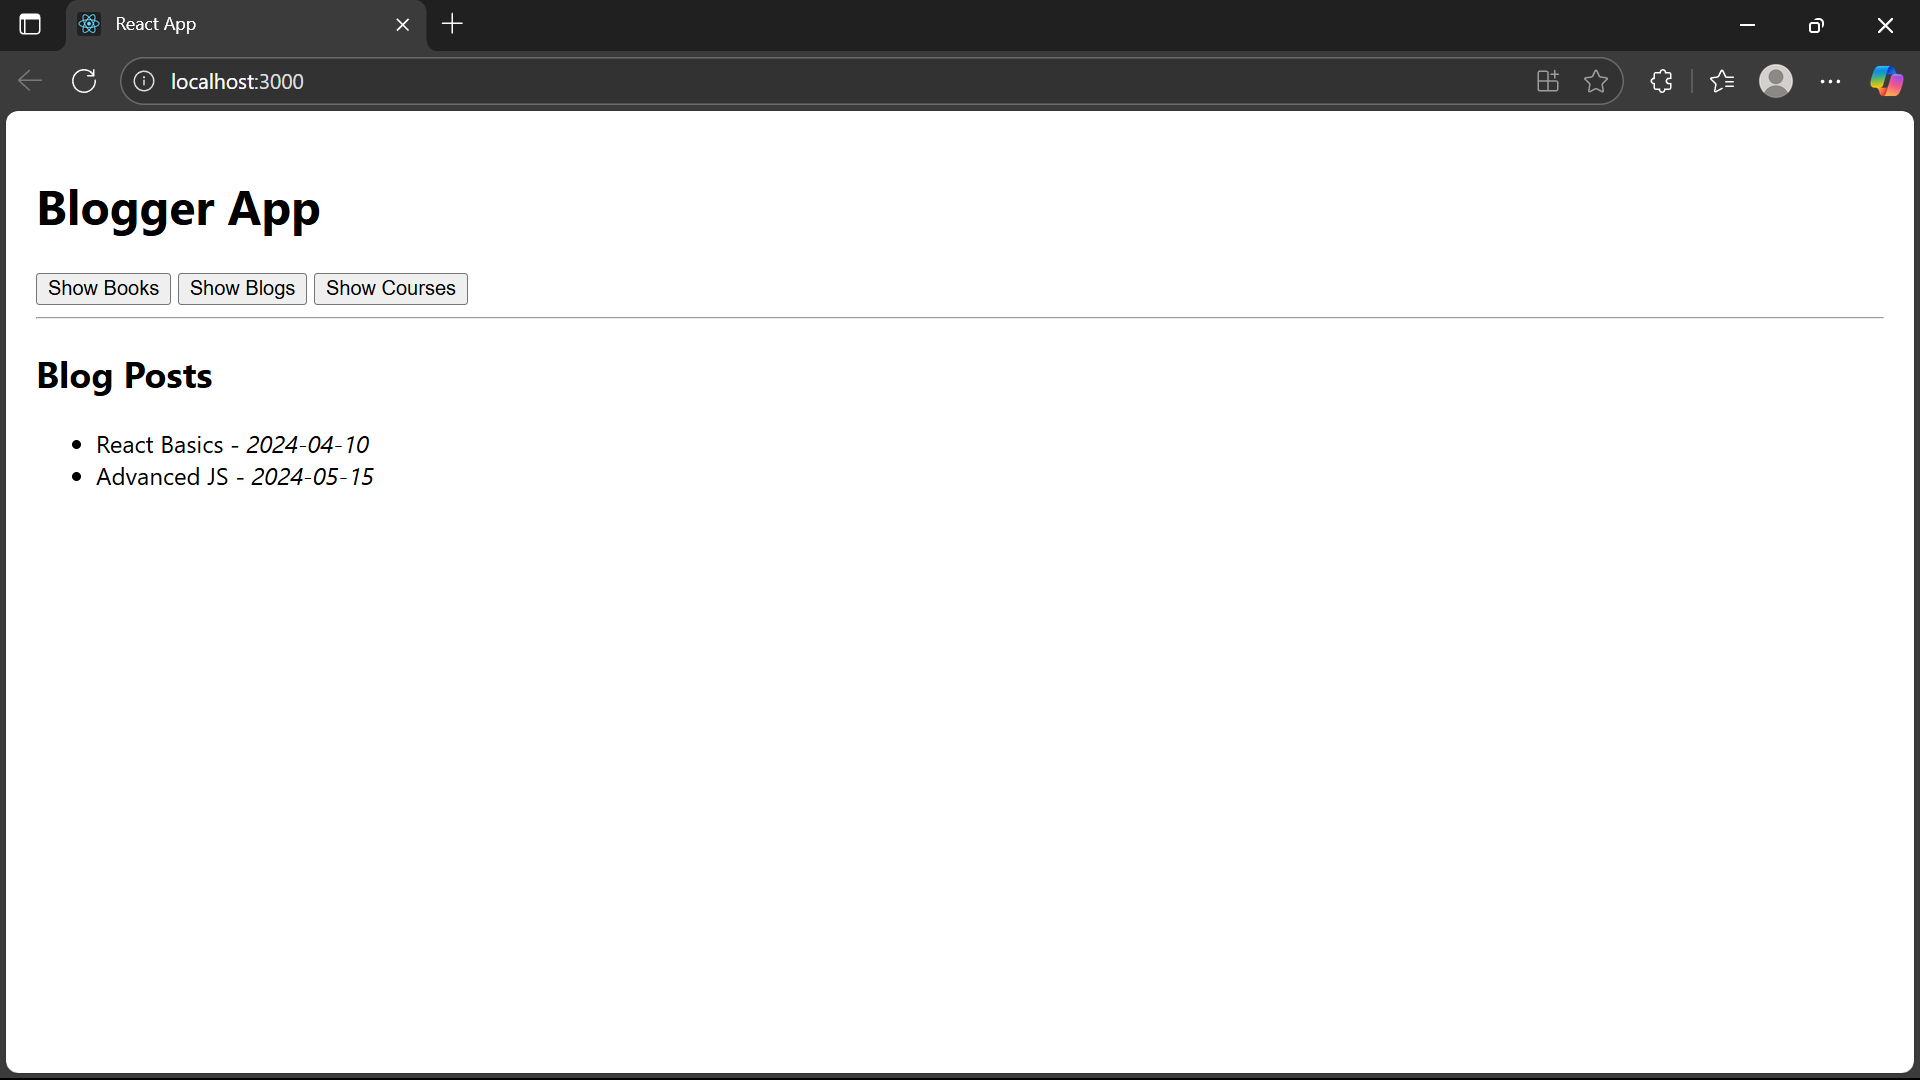 React App
localhost:3000
Blogger App
Show Books Show Blogs Show Courses
Blog Posts
• React Basics - 2024-04-10
• Advanced JS - 2024-05-15